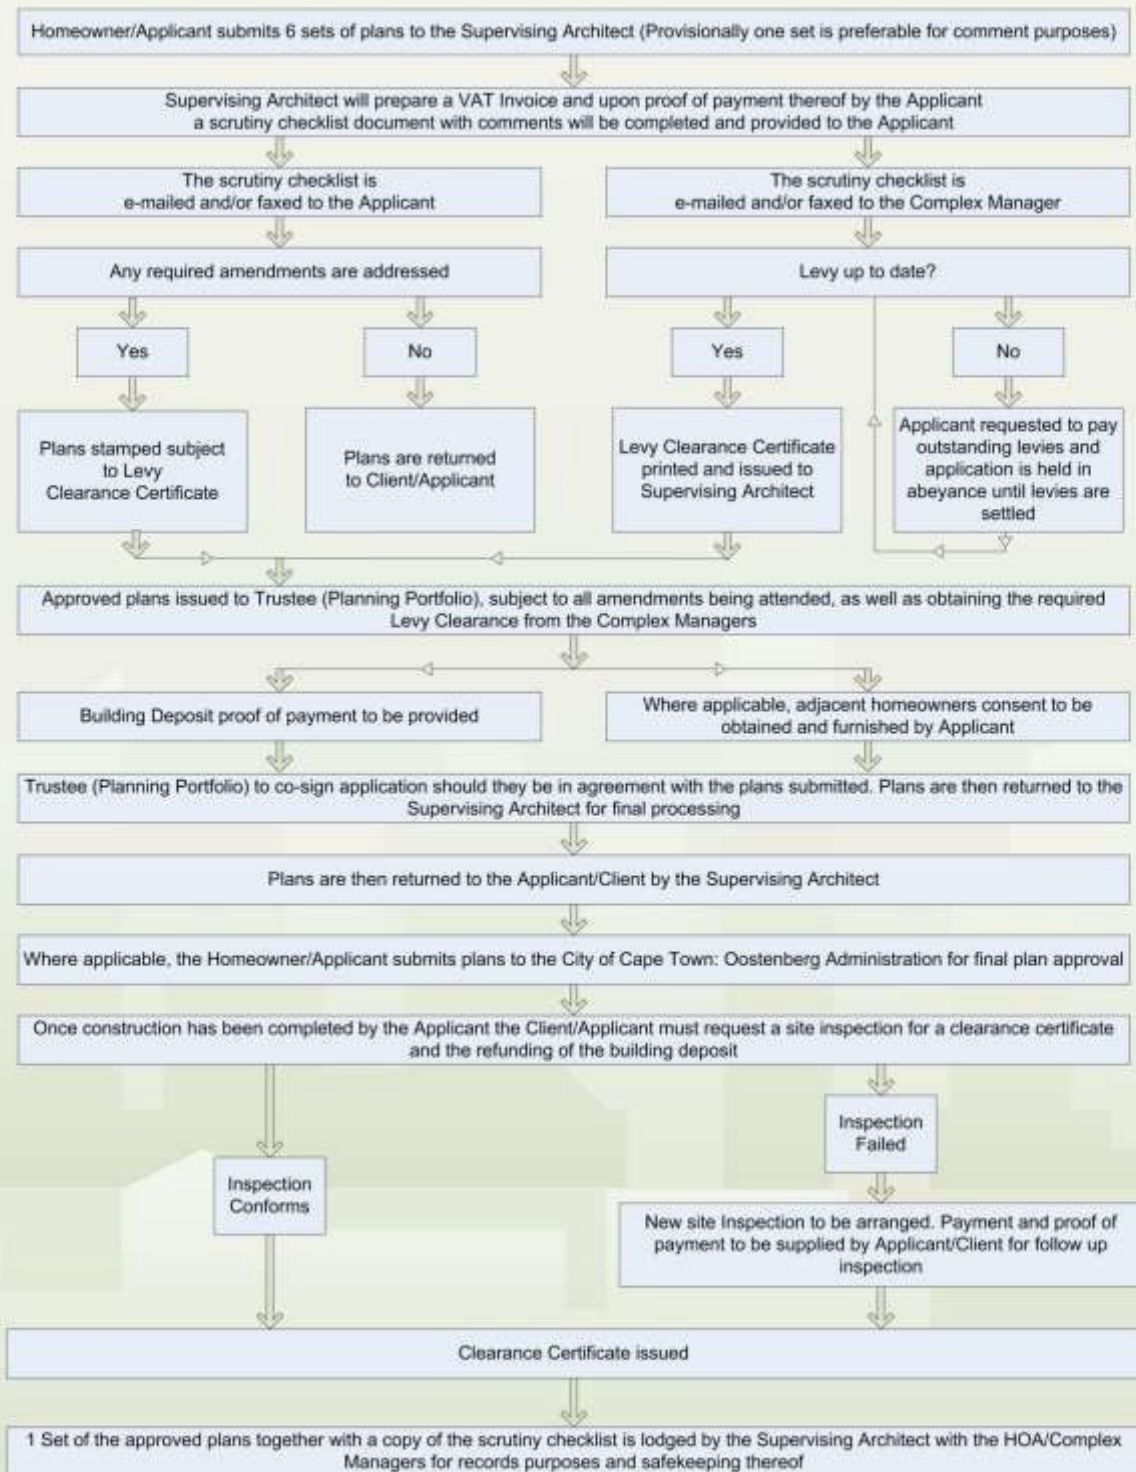 Homeowner/Applicant submits 6 sets of plans to the Supervising Architect (Provisionally one set is preferable for comment purposes)
Supervising Architect will prepare a VAT Invoice and upon proof of payment thereof by the Applicant
a scrutiny checklist document with comments will be completed and provided to the Applicant
The scrutiny checklist is
e-mailed and/or faxed to the Applicant
The scrutiny checklist is
e-mailed and/or faxed to the Complex Manager
Any required amendments are addressed
Levy up to date?
Yes
No
Yes
No
Plans stamped subject
to Levy
Clearance Certificate
Plans are returned
to Client/Applicant
Levy Clearance Certificate
printed and issued to
Supervising Architect
Applicant requested to pay
outstanding levies and
application is held in
abeyance until levies are
settled
Approved plans issued to Trustee (Planning Portfolio), subject to all amendments being attended, as well as obtaining the required
Levy Clearance from the Complex Managers
Building Deposit proof of payment to be provided
Where applicable, adjacent homeowners consent to be
obtained and furnished by Applicant
Trustee (Planning Portfolio) to co-sign application should they be in agreement with the plans submitted. Plans are then returned to the
Supervising Architect for final processing
Plans are then returned to the Applicant/Client by the Supervising Architect
Where applicable, the Homeowner/Applicant submits plans to the City of Cape Town: Oostenberg Administration for final plan approval
Once construction has been completed by the Applicant the Client/Applicant must request a site inspection for a clearance certificate
and the refunding of the building deposit
Inspection
Conforms
Inspection
Failed
New site Inspection to be arranged. Payment and proof of
payment to be supplied by Applicant/Client for follow up
inspection
Clearance Certificate issued
1 Set of the approved plans together with a copy of the scrutiny checklist is lodged by the Supervising Architect with the HOA/Complex
Managers for records purposes and safekeeping thereof